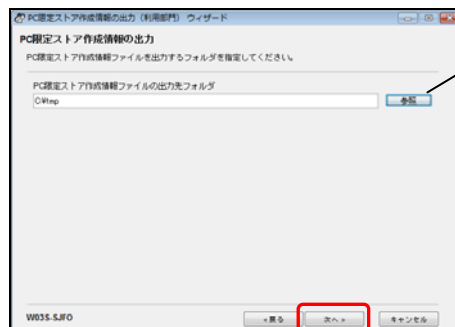 PC限定ストア作成情報の出力（利用部門） ウィザード
PC限定ストア作成情報の出力
PC限定ストア作成情報ファイルを出力するフォルダを指定してください。
PC限定ストア作成情報ファイルの出力先フォルダ
C:¥tmp
参照
W03S-SJFO
<戻る
次へ>
キャンセル